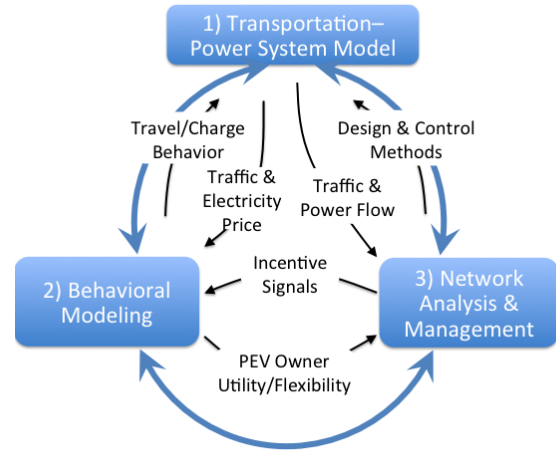 1) Transportation–
Power System Model
Travel/Charge
Behavior
Design & Control
Methods
Traffic &
Electricity
Price
Traffic &
Power Flow
2) Behavioral
Modeling
Incentive
Signals
3) Network
Analysis &
Management
PEV Owner
Utility/Flexibility